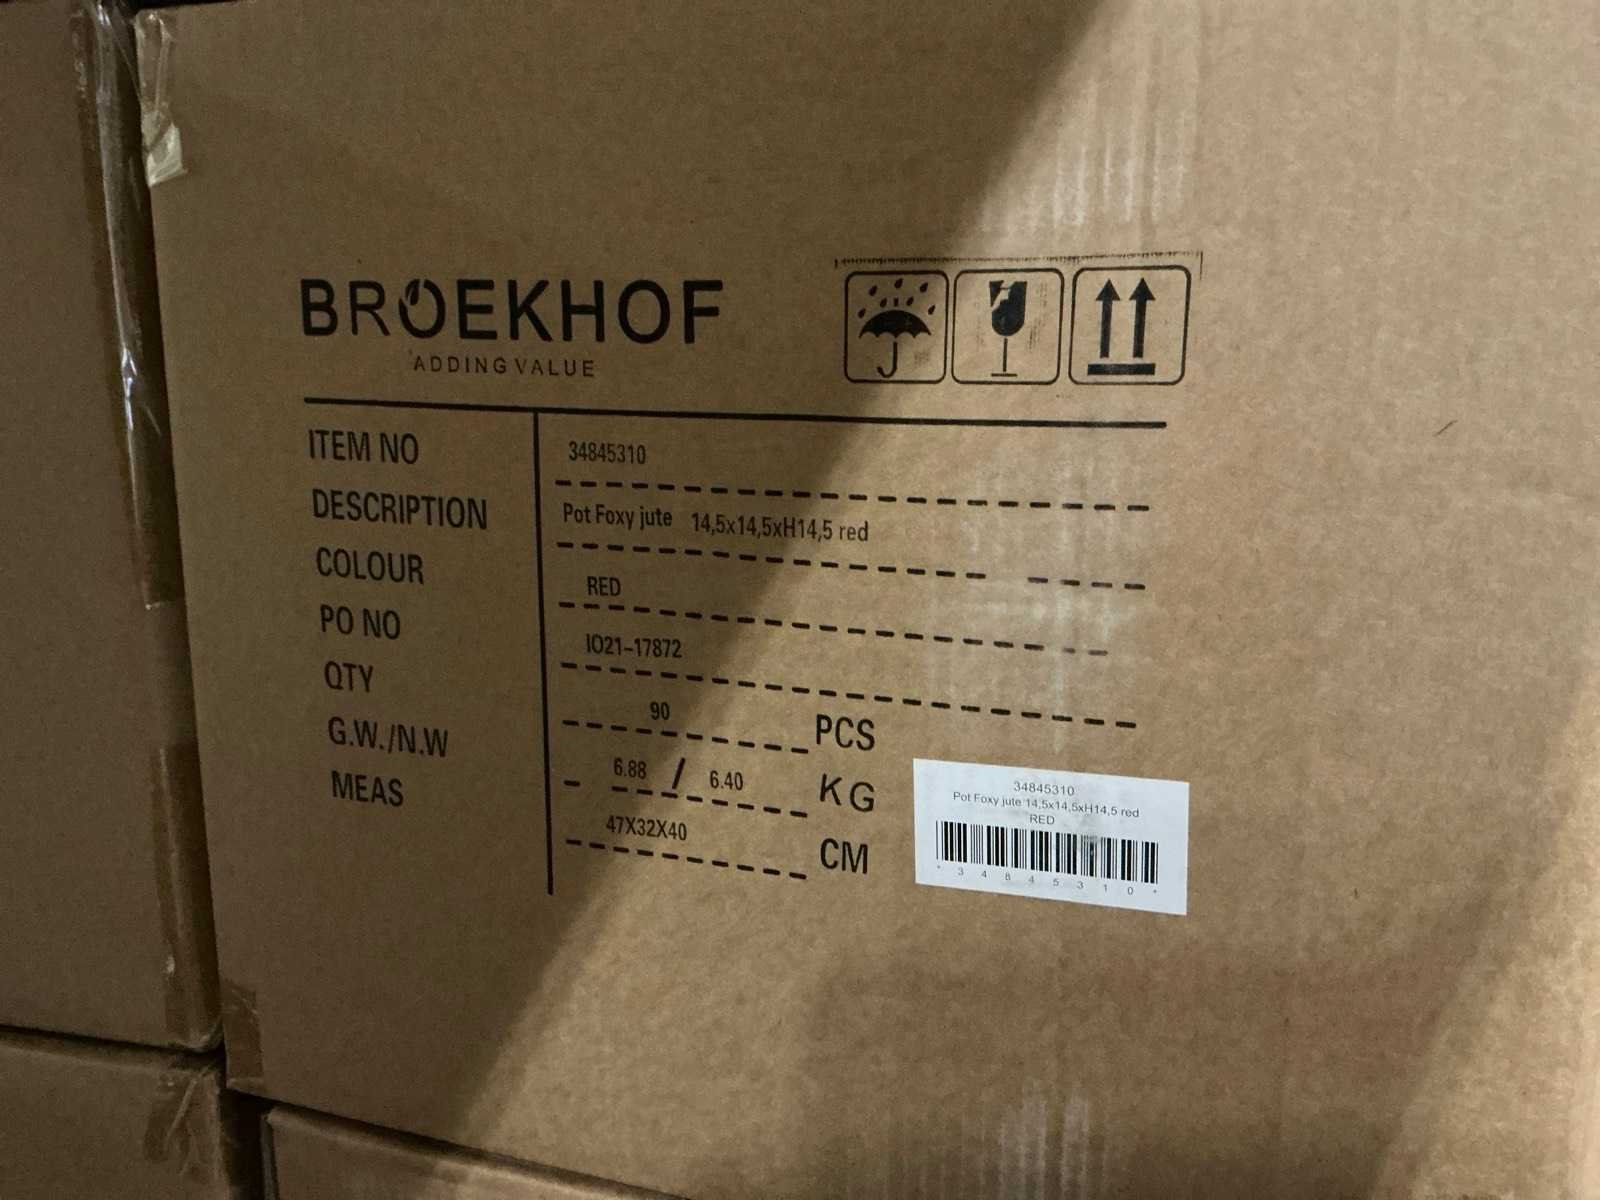 BROEKHOF
ADDING VALUE
ITEM NO 34845310
DESCRIPTION Pot Foxy jute 14,5x14,5xH14,5 red
COLOUR RED
PO NO IO21-17872
QTY 90 PCS
G.W./N.W 6.88 / 6.40 KG
MEAS 47X32X40 CM
34845310
Pot Foxy jute 14,5x14,5xH14,5 red
RED
* 3 4 8 4 5 3 1 0 *